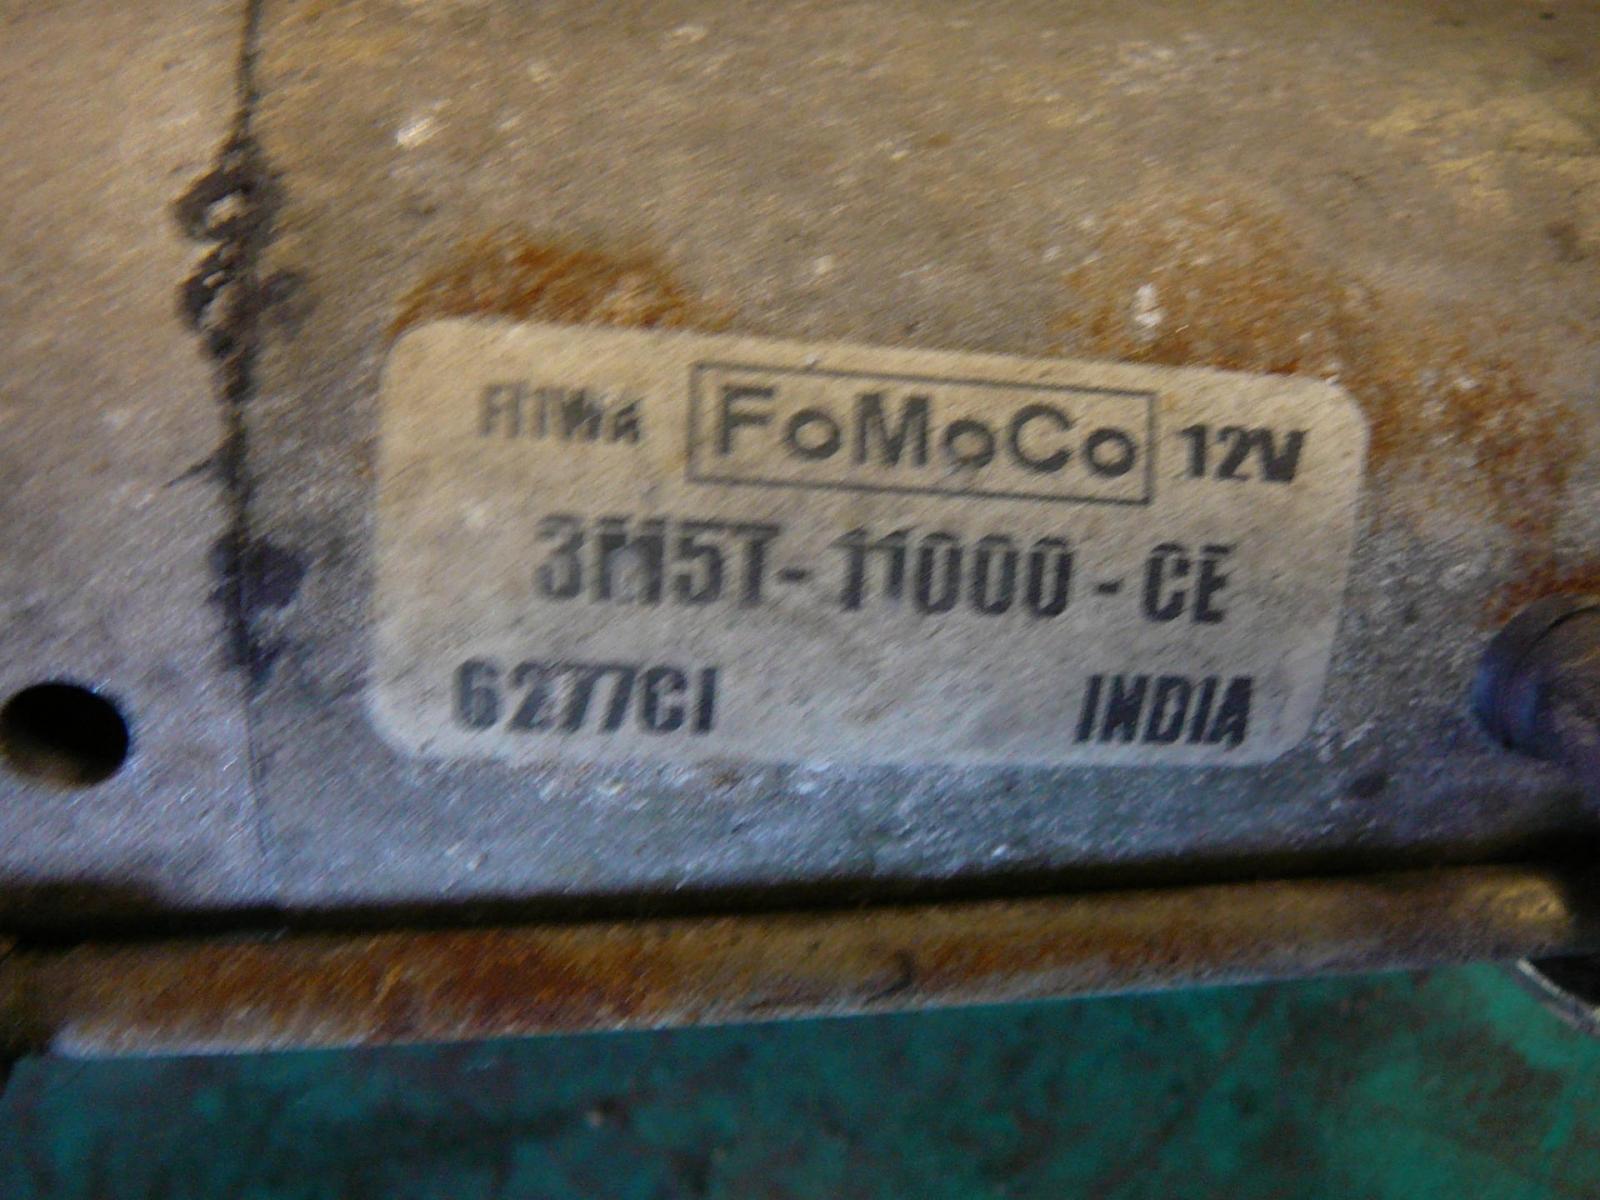 FoMoCo 12V
3M5T-11000-CE
6277CI
INDIA